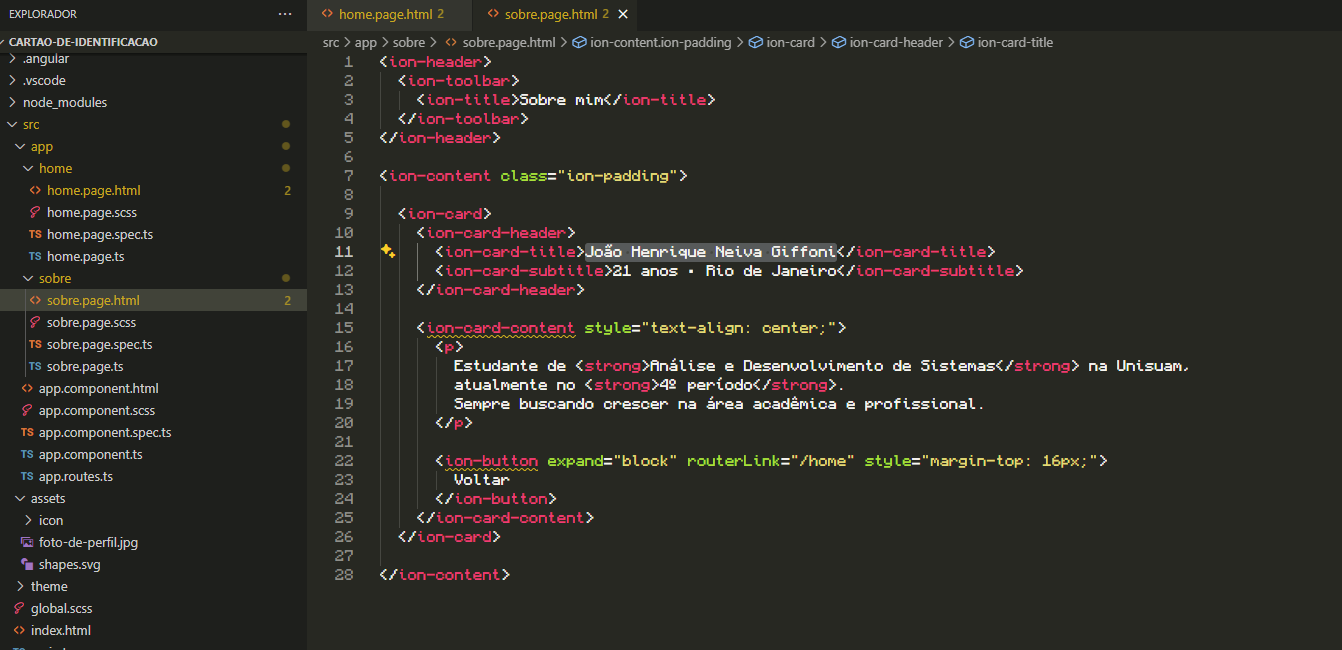 EXPLORADOR
CARTAO-DE-IDENTIFICACAO
.angular
.vscode
node_modules
src
app
home
home.page.html 2
home.page.scss
TS home.page.spec.ts
TS home.page.ts
sobre
sobre.page.html 2
sobre.page.scss
TS sobre.page.spec.ts
TS sobre.page.ts
app.component.html
app.component.scss
TS app.component.spec.ts
TS app.component.ts
TS app.routes.ts
assets
icon
foto-de-perfil.jpg
shapes.svg
theme
global.scss
index.html
home.page.html 2 sobre.page.html 2
src > app > sobre > sobre.page.html > ion-content.ion-padding > ion-card > ion-card-header > ion-card-title
1 <ion-header>
2 <ion-toolbar>
3 <ion-title>Sobre mim</ion-title>
4 </ion-toolbar>
5 </ion-header>
6
7 <ion-content class="ion-padding">
8
9 <ion-card>
10 <ion-card-header>
11 <ion-card-title>João Henrique Neiva Giffoni</ion-card-title>
12 <ion-card-subtitle>21 anos • Rio de Janeiro</ion-card-subtitle>
13 </ion-card-header>
14
15 <ion-card-content style="text-align: center;">
16 <p>
17 Estudante de <strong>Análise e Desenvolvimento de Sistemas</strong> na Unisuam,
18 atualmente no <strong>4º período</strong>.
19 Sempre buscando crescer na área acadêmica e profissional.
20 </p>
21
22 <ion-button expand="block" routerLink="/home" style="margin-top: 16px;">
23 Voltar
24 </ion-button>
25 </ion-card-content>
26 </ion-card>
27
28 </ion-content>